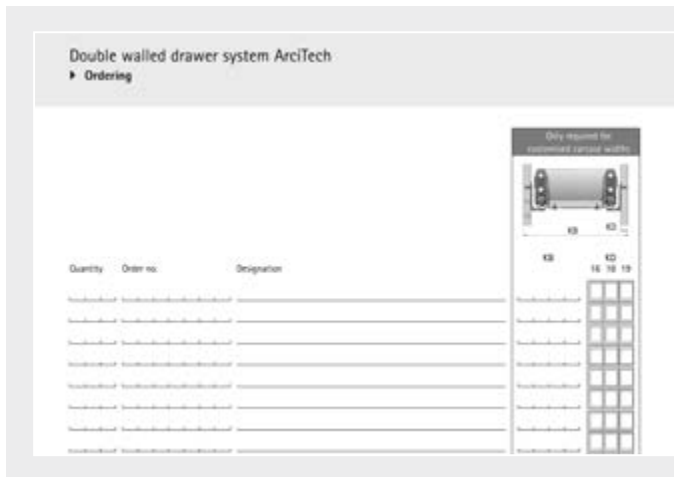 Double walled drawer system ArciTech
Ordering
Only required for
customised carcase widths
KB KD
KB KD
Quantity Order no. Designation 16 18 19